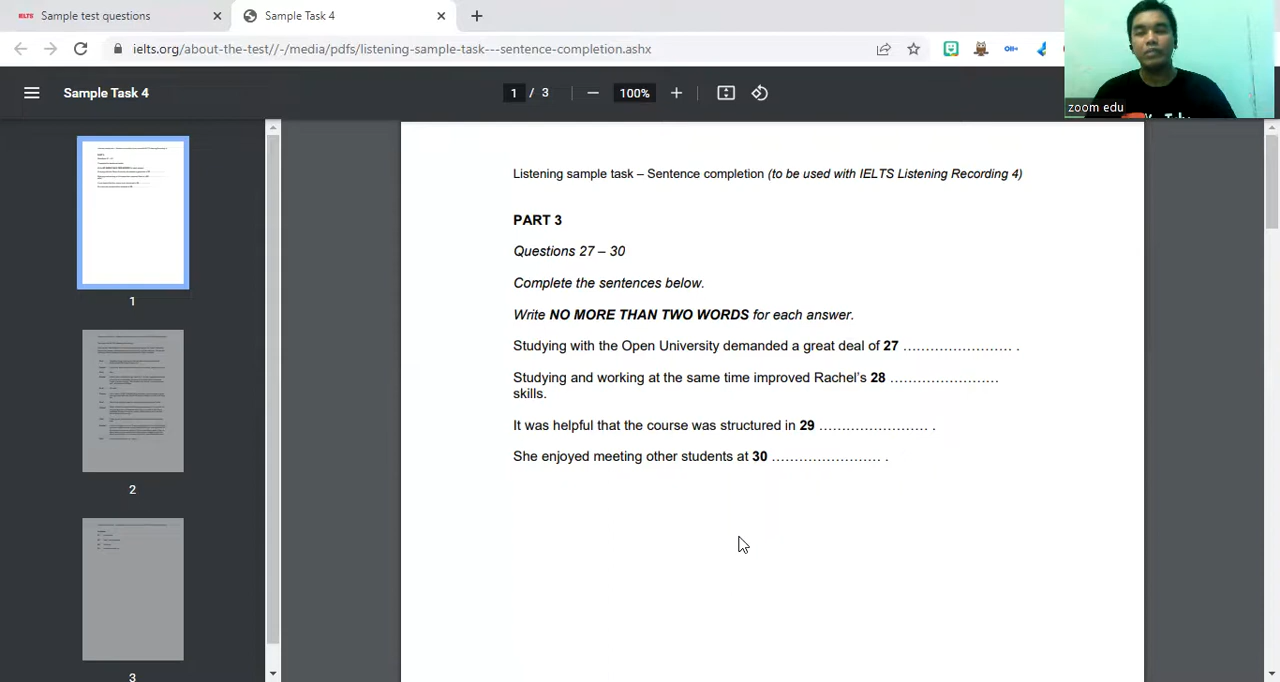 IELTS Sample test questions
Sample Task 4
ielts.org/about-the-test//-/media/pdfs/listening-sample-task---sentence-completion.ashx
Sample Task 4
1 / 3
100%
zoom edu
1
2
3
Listening sample task – Sentence completion (to be used with IELTS Listening Recording 4)
PART 3
Questions 27 – 30
Complete the sentences below.
Write NO MORE THAN TWO WORDS for each answer.
Studying with the Open University demanded a great deal of 27 ........................ .
Studying and working at the same time improved Rachel's 28 ........................
skills.
It was helpful that the course was structured in 29 ........................ .
She enjoyed meeting other students at 30 ........................ .